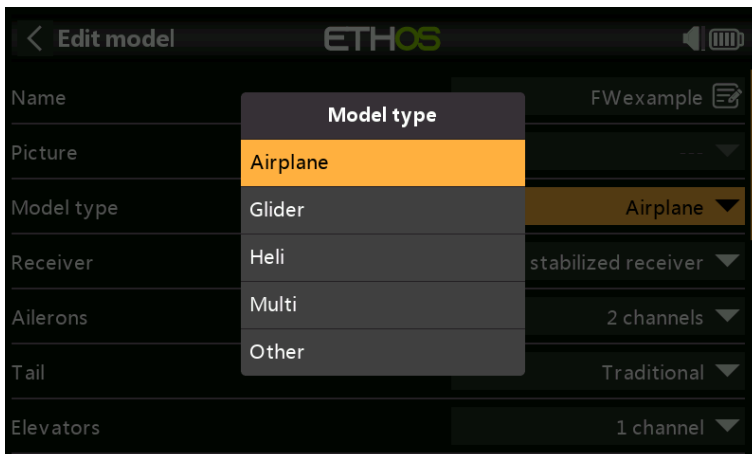 Edit model ETHOS
Name FWexample
Model type
Picture ---
Airplane
Model type Airplane
Glider
Receiver stabilized receiver
Heli
Ailerons 2 channels
Multi
Other
Tail Traditional
Elevators 1 channel